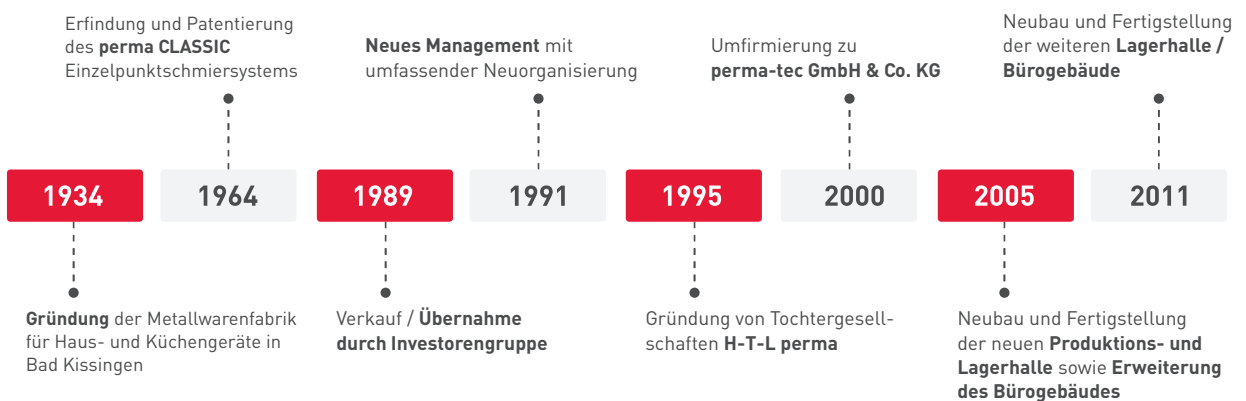 Erfindung und Patentierung
des perma CLASSIC
Einzelpunktschmiersystems
Neues Management mit
umfassender Neuorganisierung
Umfirmierung zu
perma-tec GmbH & Co. KG
Neubau und Fertigstellung
der weiteren Lagerhalle /
Bürogebäude
1934
1964
1989
1991
1995
2000
2005
2011
Gründung der Metallwarenfabrik
für Haus- und Küchengeräte in
Bad Kissingen
Verkauf / Übernahme
durch Investorengruppe
Gründung von Tochtergesell-
schaften H-T-L perma
Neubau und Fertigstellung
der neuen Produktions- und
Lagerhalle sowie Erweiterung
des Bürogebäudes